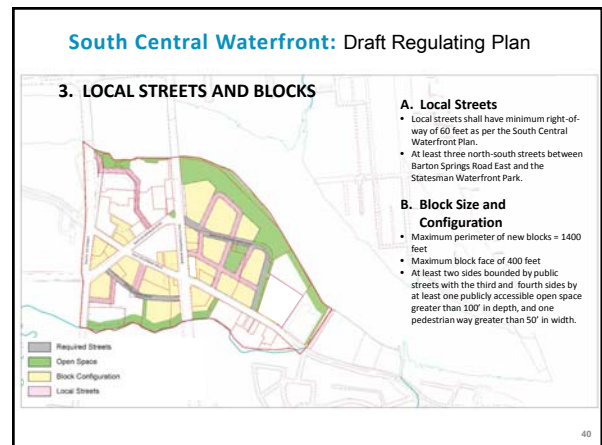 South Central Waterfront: Draft Regulating Plan
3. LOCAL STREETS AND BLOCKS
A. Local Streets
• Local streets shall have minimum right-of-
way of 60 feet as per the South Central
Waterfront Plan.
• At least three north-south streets between
Barton Springs Road East and the
Statesman Waterfront Park.
B. Block Size and
Configuration
• Maximum perimeter of new blocks = 1400
feet
• Maximum block face of 400 feet
• At least two sides bounded by public
streets with the third and fourth sides by
at least one publicly accessible open space
greater than 100' in depth, and one
pedestrian way greater than 50' in width.
Required Streets
Open Space
Block Configuration
Local Streets
40